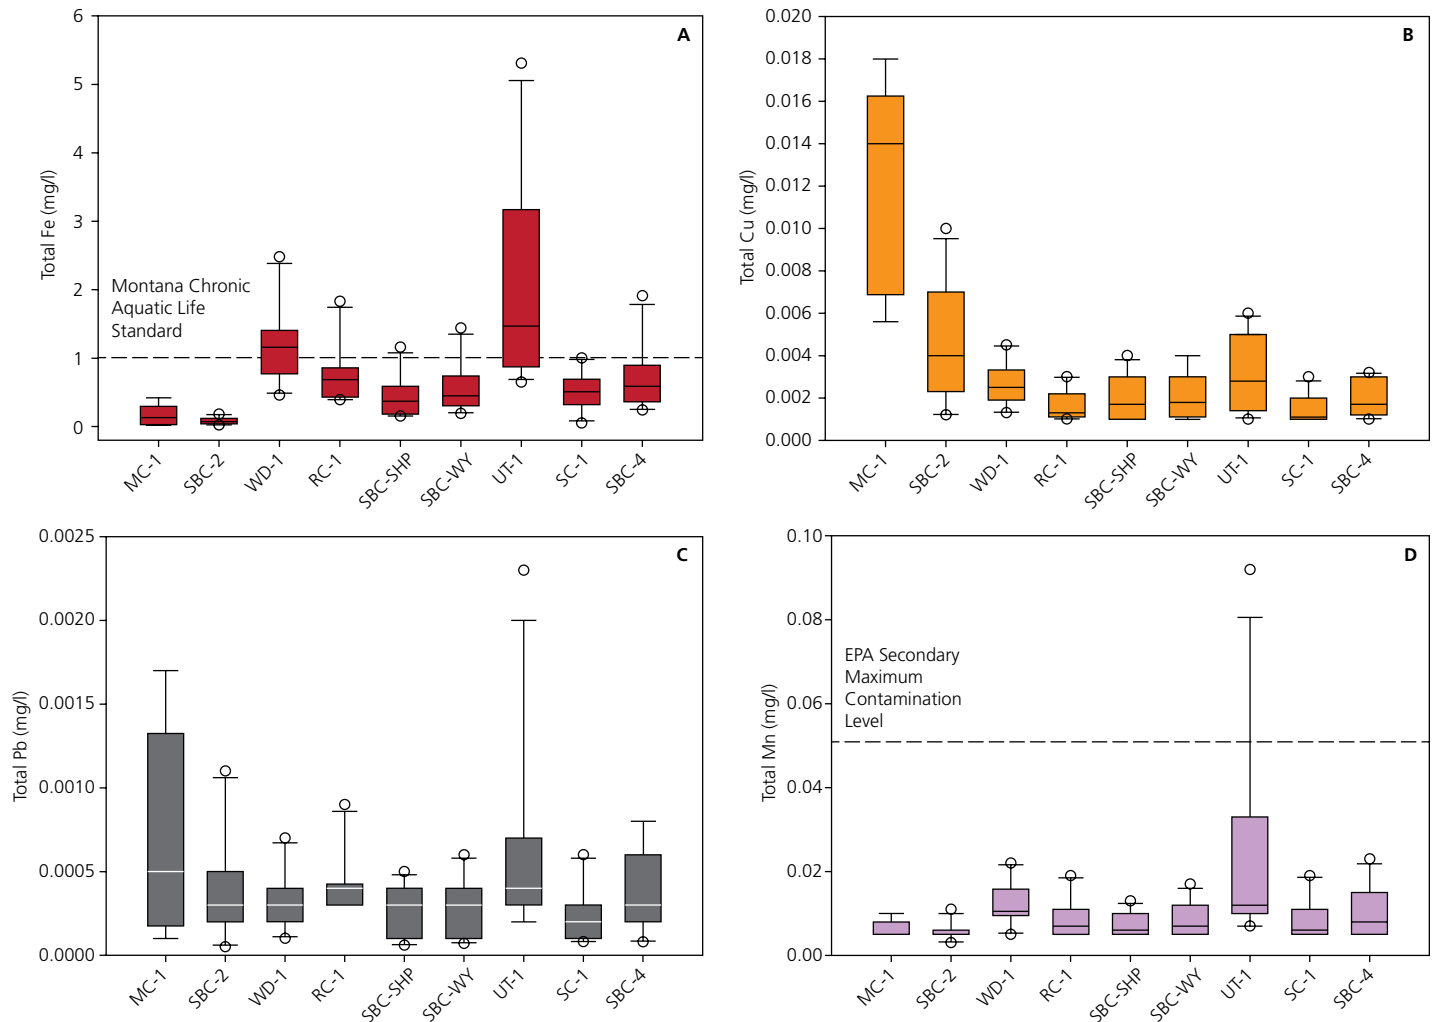 A
Total Fe (mg/l)
6
5
4
3
2
1
0
Montana Chronic
Aquatic Life
Standard
MC-1
SBC-2
WD-1
RC-1
SBC-SHP
SBC-WY
UT-1
SC-1
SBC-4
B
Total Cu (mg/l)
0.020
0.018
0.016
0.014
0.012
0.010
0.008
0.006
0.004
0.002
0.000
MC-1
SBC-2
WD-1
RC-1
SBC-SHP
SBC-WY
UT-1
SC-1
SBC-4
C
Total Pb (mg/l)
0.0025
0.0020
0.0015
0.0010
0.0005
0.0000
MC-1
SBC-2
WD-1
RC-1
SBC-SHP
SBC-WY
UT-1
SC-1
SBC-4
D
Total Mn (mg/l)
0.10
0.08
0.06
0.04
0.02
0.00
EPA Secondary
Maximum
Contamination
Level
MC-1
SBC-2
WD-1
RC-1
SBC-SHP
SBC-WY
UT-1
SC-1
SBC-4